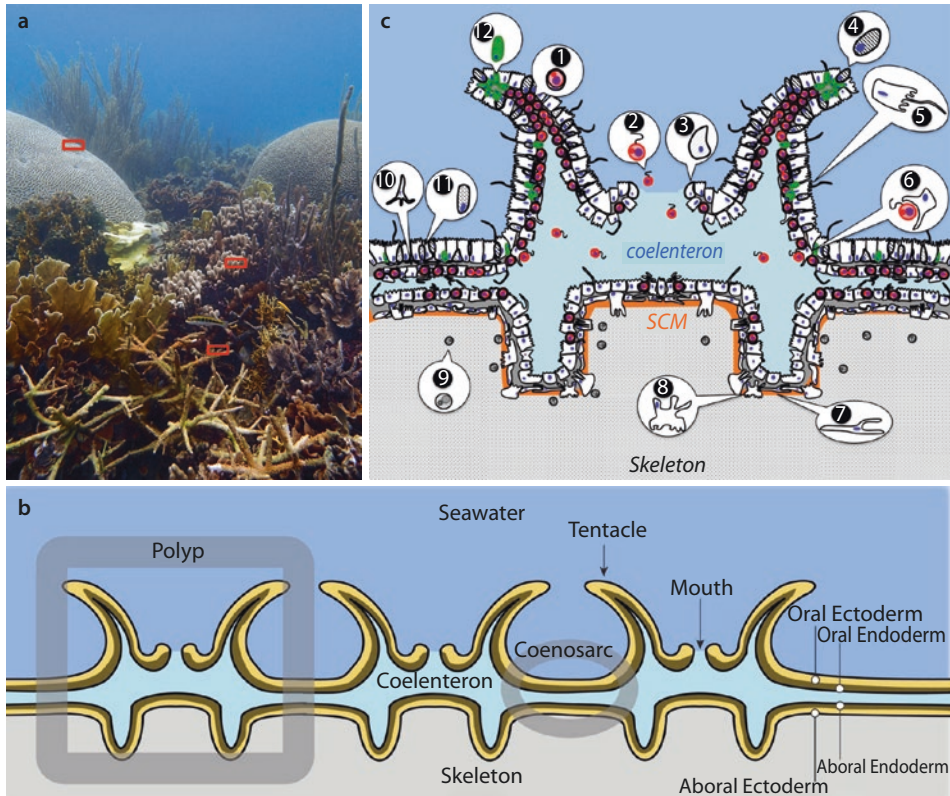 a
c
12
1
4
2
3
5
10
11
6
coelenteron
SCM
9
8
7
Skeleton
b
Seawater
Polyp
Tentacle
Mouth
Oral Ectoderm
Oral Endoderm
Coenosarc
Coelenteron
Skeleton
Aboral Endoderm
Aboral Ectoderm